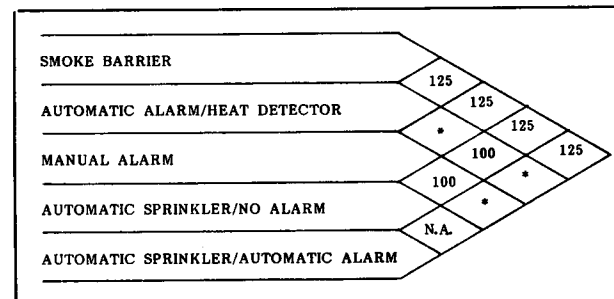 SMOKE BARRIER
125
125
AUTOMATIC ALARM/HEAT DETECTOR
* 125
100 125
MANUAL ALARM
*
100
*
AUTOMATIC SPRINKLER/NO ALARM
N.A.
AUTOMATIC SPRINKLER/AUTOMATIC ALARM